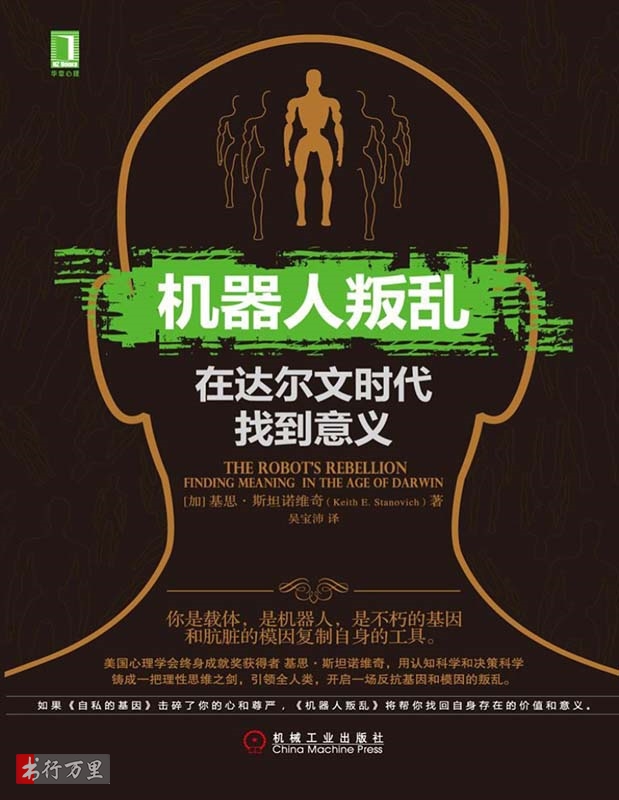 HZ BOOKS
华章心理
机器人叛乱
在达尔文时代
找到意义
THE ROBOT'S REBELLION
FINDING MEANING IN THE AGE OF DARWIN
[加] 基思·斯坦诺维奇 (Keith E. Stanovich) 著
吴宝沛 译
你是载体，是机器人，是不朽的基因
和肮脏的模因复制自身的工具。
美国心理学会终身成就奖获得者 基思·斯坦诺维奇，用认知科学和决策科学
铸成一把理性思维之剑，引领全人类，开启一场反抗基因和模因的叛乱。
如果《自私的基因》击碎了你的心和尊严，《机器人叛乱》将帮你找回自身存在的价值和意义。
机械工业出版社
China Machine Press
书行万里